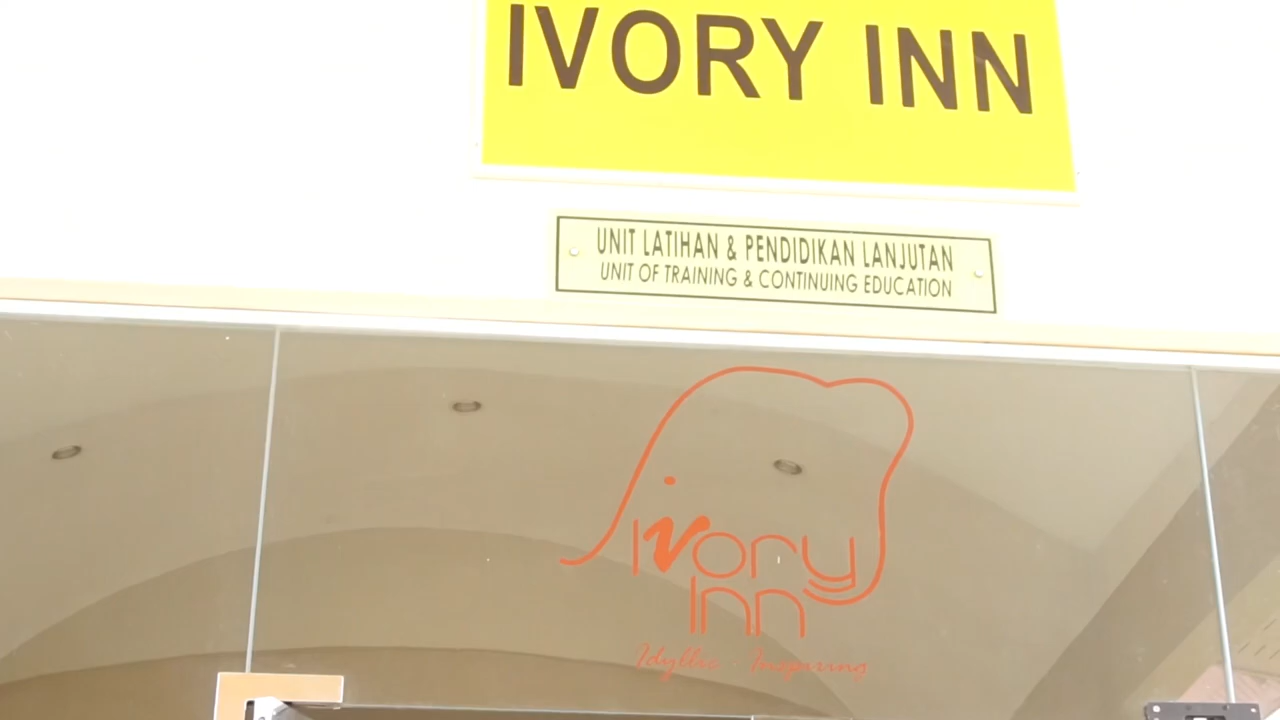 IVORY INN
UNIT LATIHAN & PENDIDIKAN LANJUTAN
UNIT OF TRAINING & CONTINUING EDUCATION
ivory
Inn
Idyllic - Inspiring